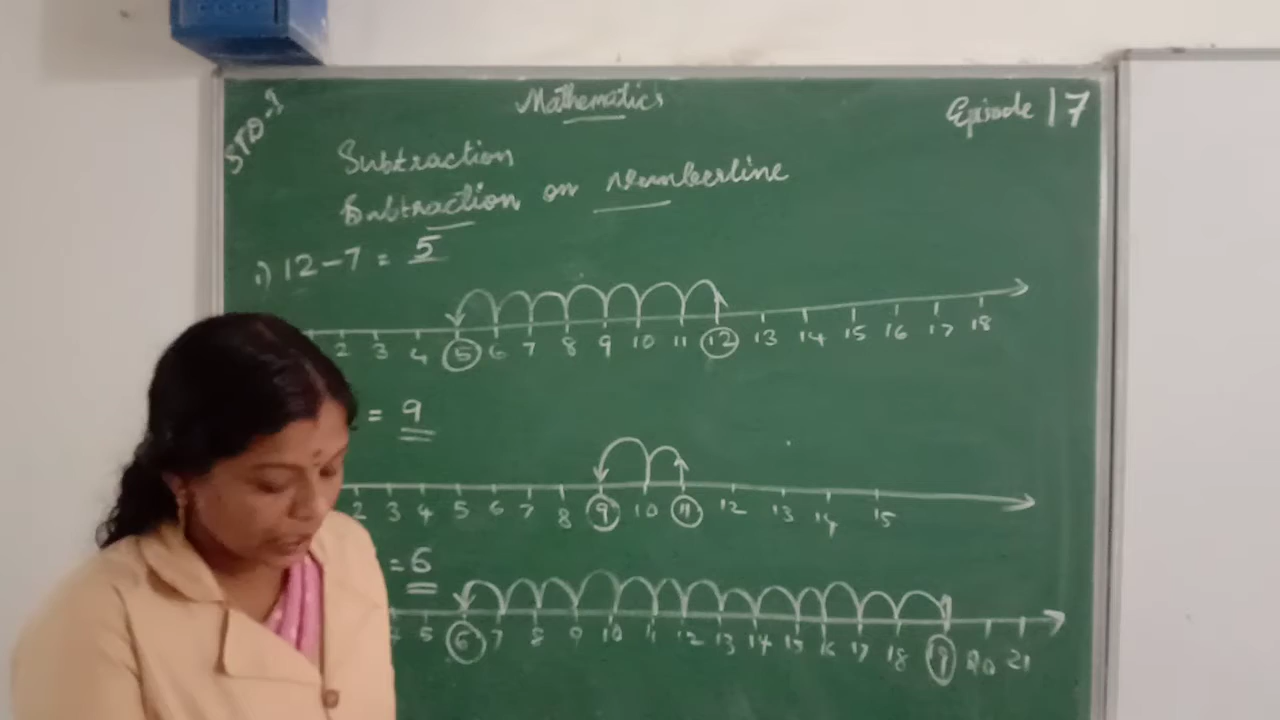 STD-1
Mathematics
Episode 17
Subtraction
Subtraction on Numberline
1) 12 - 7 = 5
2 3 4 5 6 7 8 9 10 11 12 13 14 15 16 17 18
= 9
2 3 4 5 6 7 8 9 10 11 12 13 14 15
= 6
5 6 7 8 9 10 11 12 13 14 15 16 17 18 19 20 21